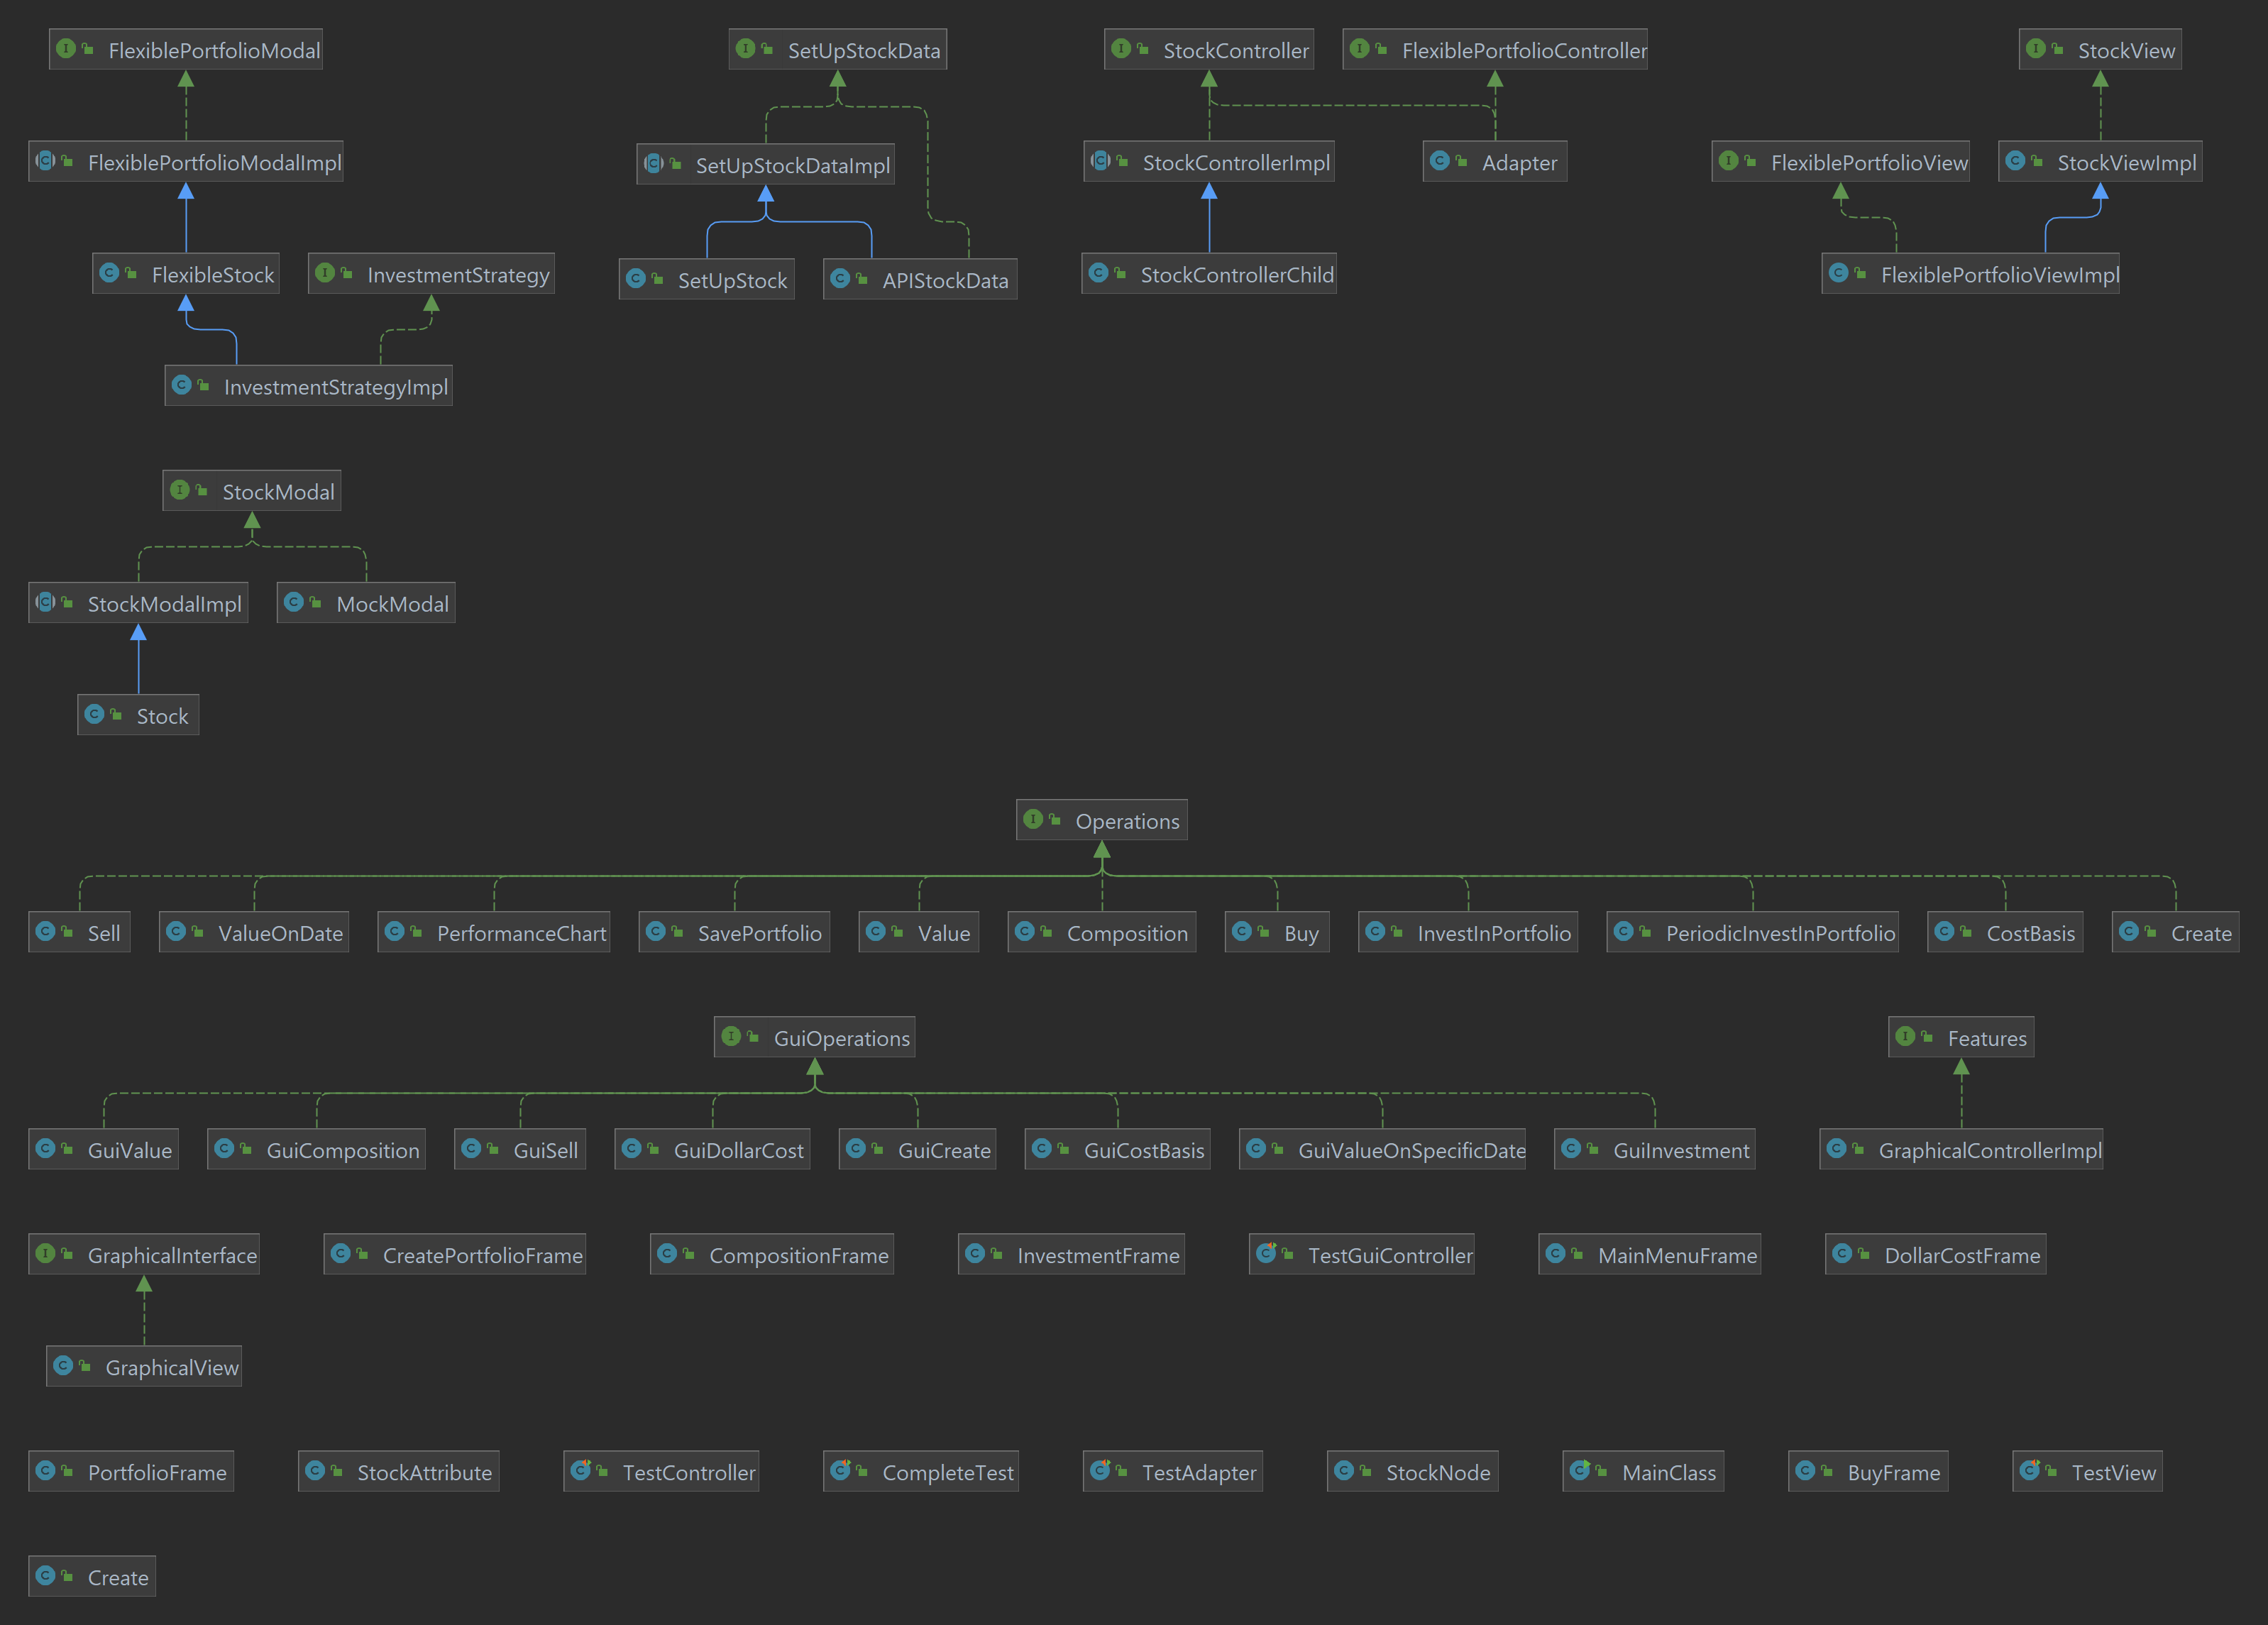 FlexiblePortfolioModal
SetUpStockData
StockController
FlexiblePortfolioController
StockView
FlexiblePortfolioModalImpl
SetUpStockDataImpl
StockControllerImpl
Adapter
FlexiblePortfolioView
StockViewImpl
FlexibleStock
InvestmentStrategy
SetUpStock
APIStockData
StockControllerChild
FlexiblePortfolioViewImpl
InvestmentStrategyImpl
StockModal
StockModalImpl
MockModal
Stock
Operations
Sell
ValueOnDate
PerformanceChart
SavePortfolio
Value
Composition
Buy
InvestInPortfolio
PeriodicInvestInPortfolio
CostBasis
Create
GuiOperations
Features
GuiValue
GuiComposition
GuiSell
GuiDollarCost
GuiCreate
GuiCostBasis
GuiValueOnSpecificDate
GuiInvestment
GraphicalControllerImpl
GraphicalInterface
CreatePortfolioFrame
CompositionFrame
InvestmentFrame
TestGuiController
MainMenuFrame
DollarCostFrame
GraphicalView
PortfolioFrame
StockAttribute
TestController
CompleteTest
TestAdapter
StockNode
MainClass
BuyFrame
TestView
Create